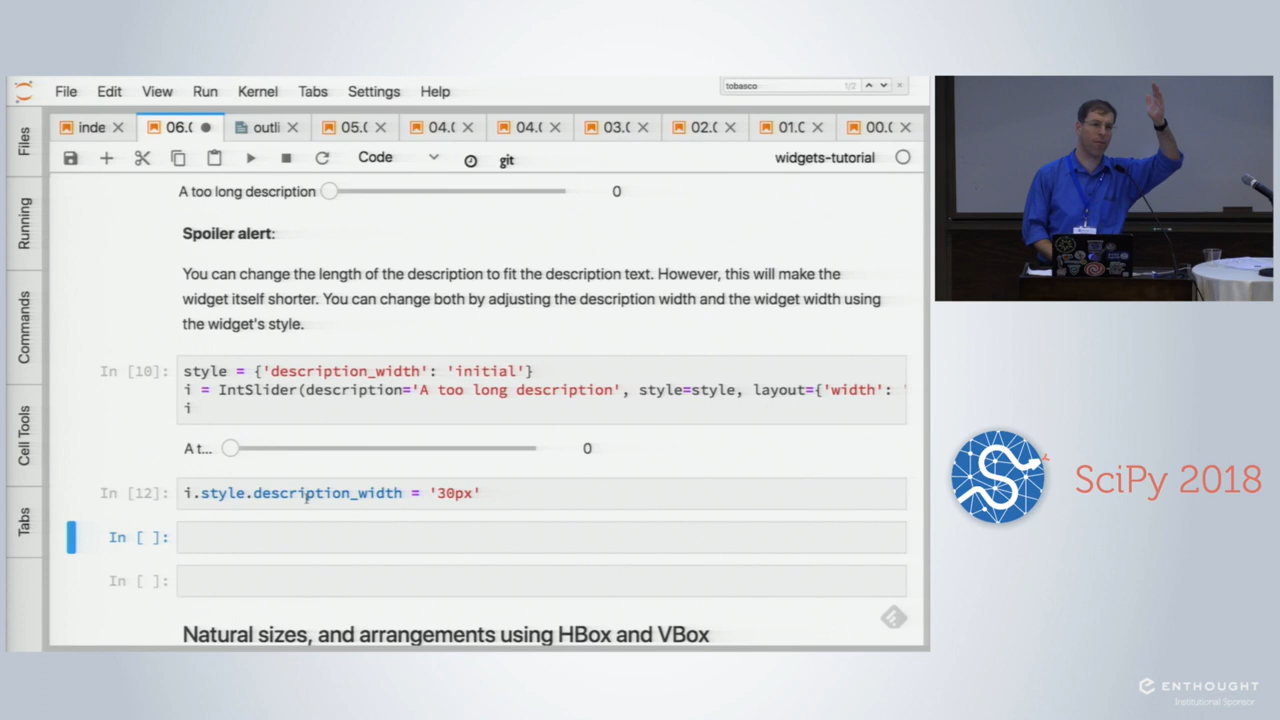 File Edit View Run Kernel Tabs Settings Help
tobasco 1/2
inde 06.( outli 05.( 04.( 04.( 03.( 02.( 01.( 00.(
Code git widgets-tutorial
Files
Running
Commands
Cell Tools
Tabs
A too long description 0
Spoiler alert:
You can change the length of the description to fit the description text. However, this will make the
widget itself shorter. You can change both by adjusting the description width and the widget width using
the widget's style.
In [10]: style = {'description_width': 'initial'}
i = IntSlider(description='A too long description', style=style, layout={'width': '
i
A t... 0
In [12]: i.style.description_width = '30px'
In [ ]:
In [ ]:
Natural sizes, and arrangements using HBox and VBox
SciPy 2018
ENTHOUGHT
Institutional Sponsor